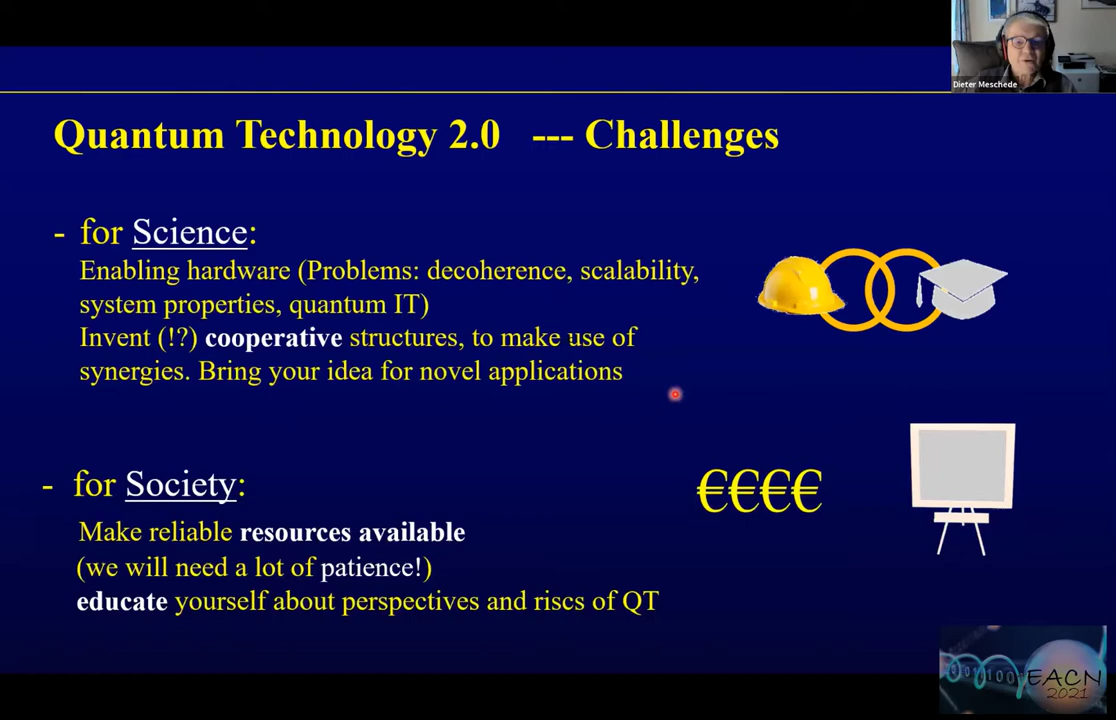 Dieter Meschede
Quantum Technology 2.0 --- Challenges
- for Science:
Enabling hardware (Problems: decoherence, scalability,
system properties, quantum IT)
Invent (!?) cooperative structures, to make use of
synergies. Bring your idea for novel applications
- for Society:
€€€€
Make reliable resources available
(we will need a lot of patience!)
educate yourself about perspectives and riscs of QT
EACN
2021